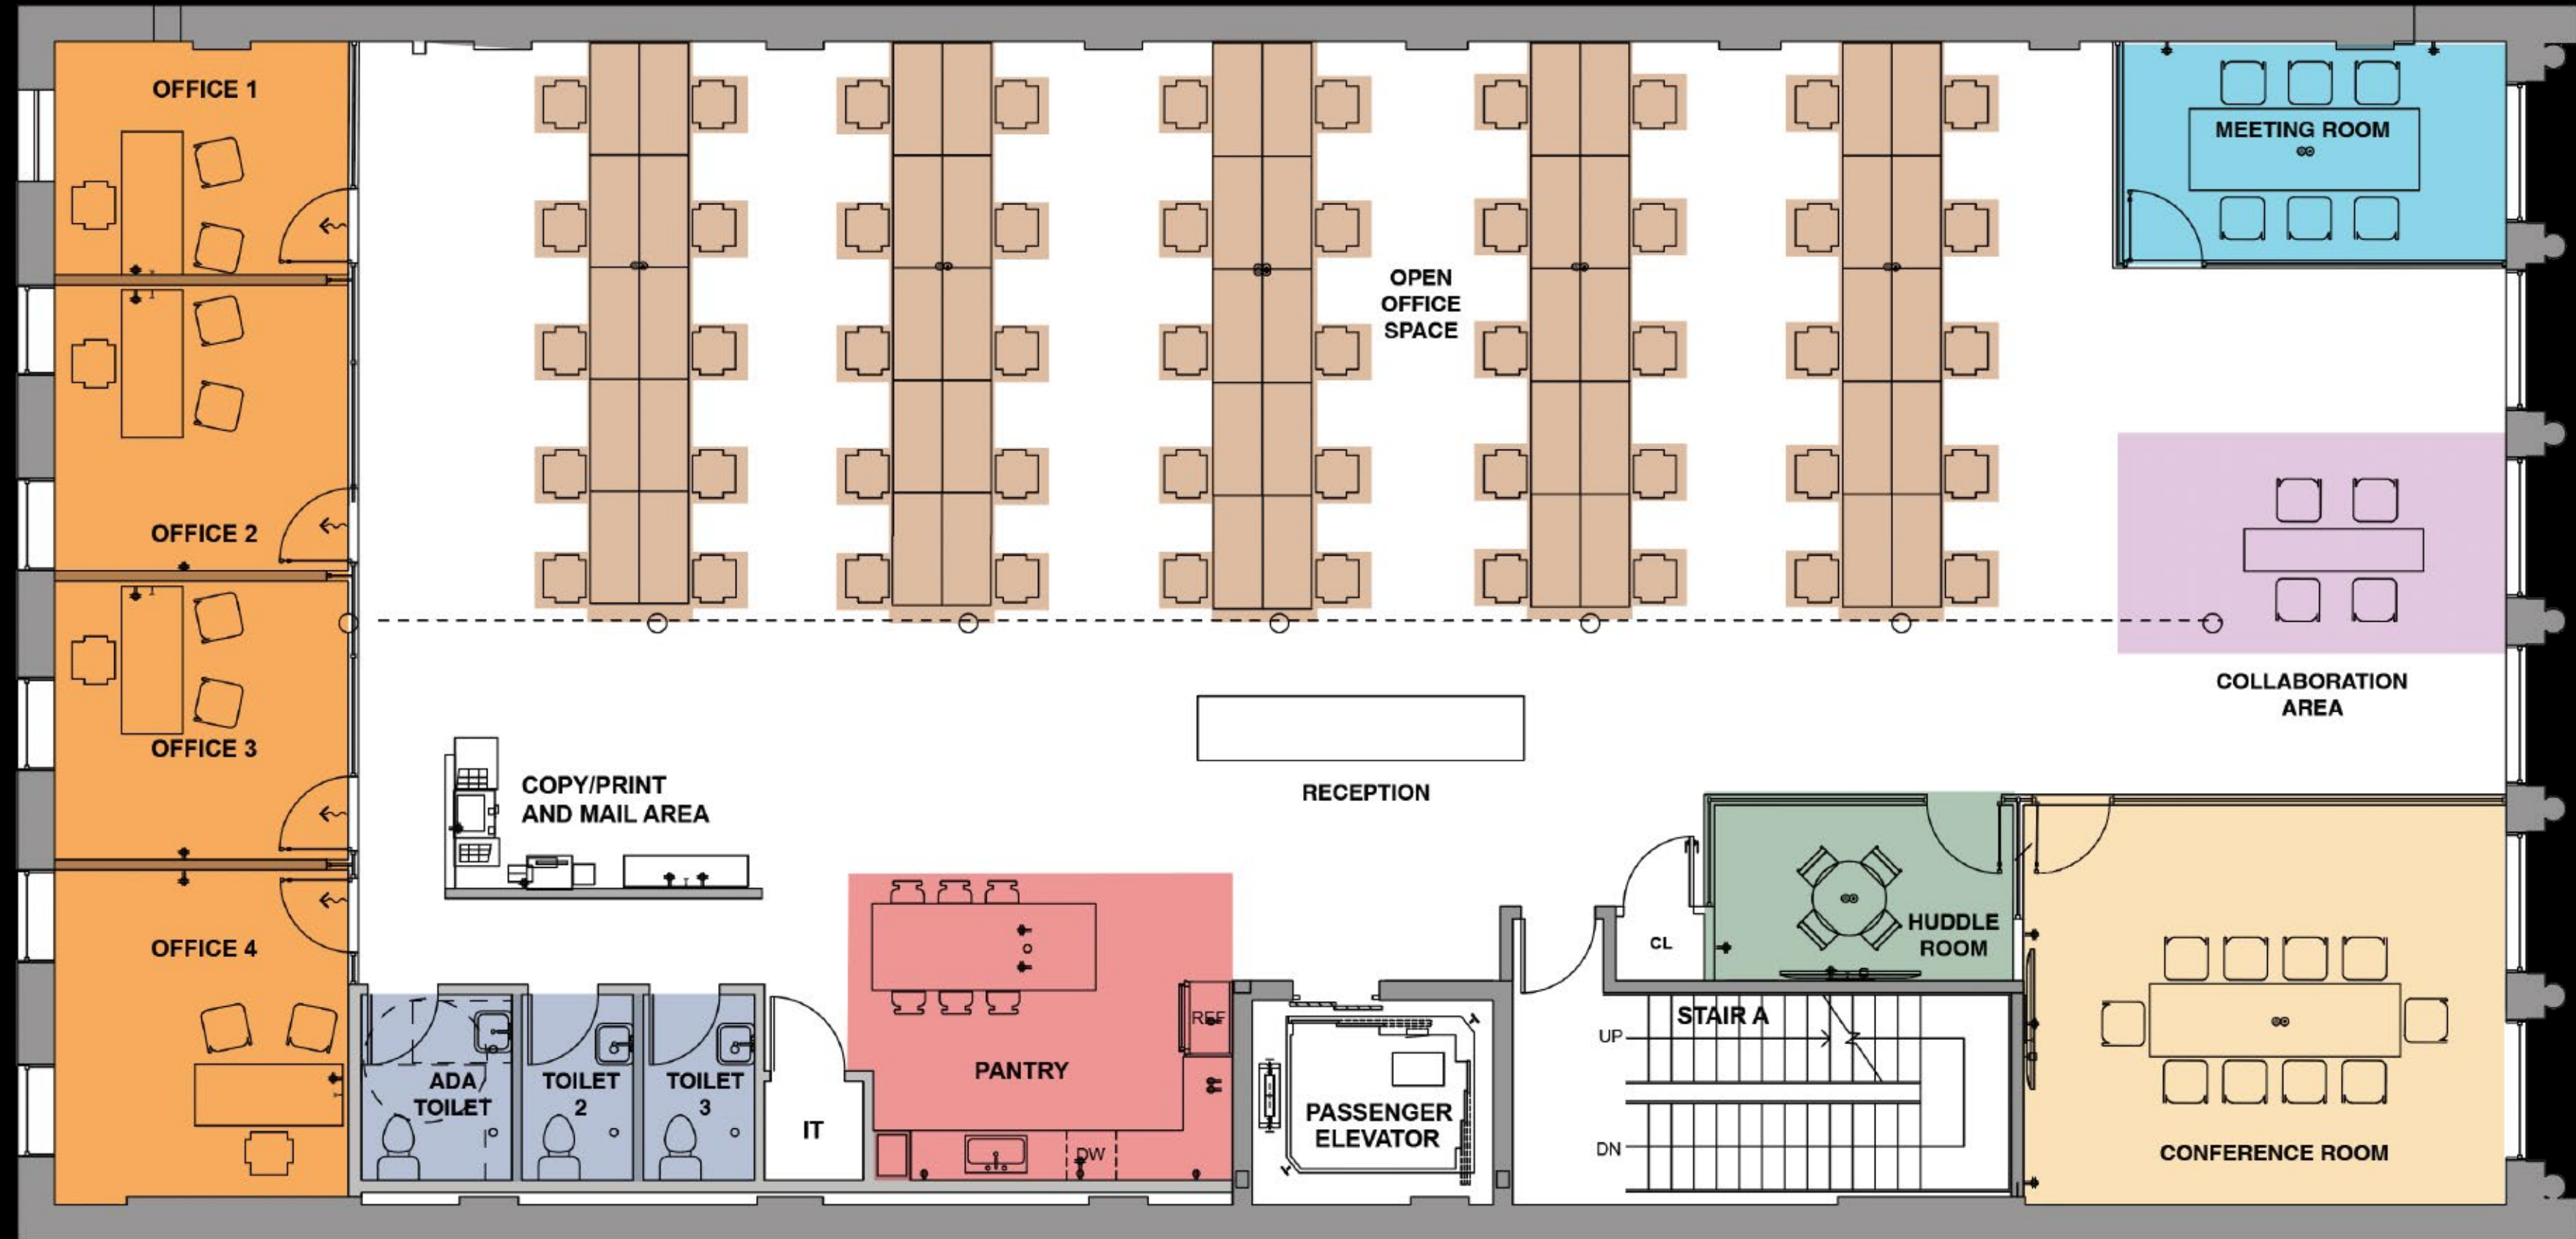 OFFICE 1
MEETING ROOM
OPEN
OFFICE
SPACE
OFFICE 2
COLLABORATION
AREA
OFFICE 3
COPY/PRINT
AND MAIL AREA
RECEPTION
OFFICE 4
CL
HUDDLE
ROOM
REF
STAIR A
UP
PANTRY
ADA
TOILET
TOILET
2
TOILET
3
IT
PASSENGER
ELEVATOR
DW
DN
CONFERENCE ROOM